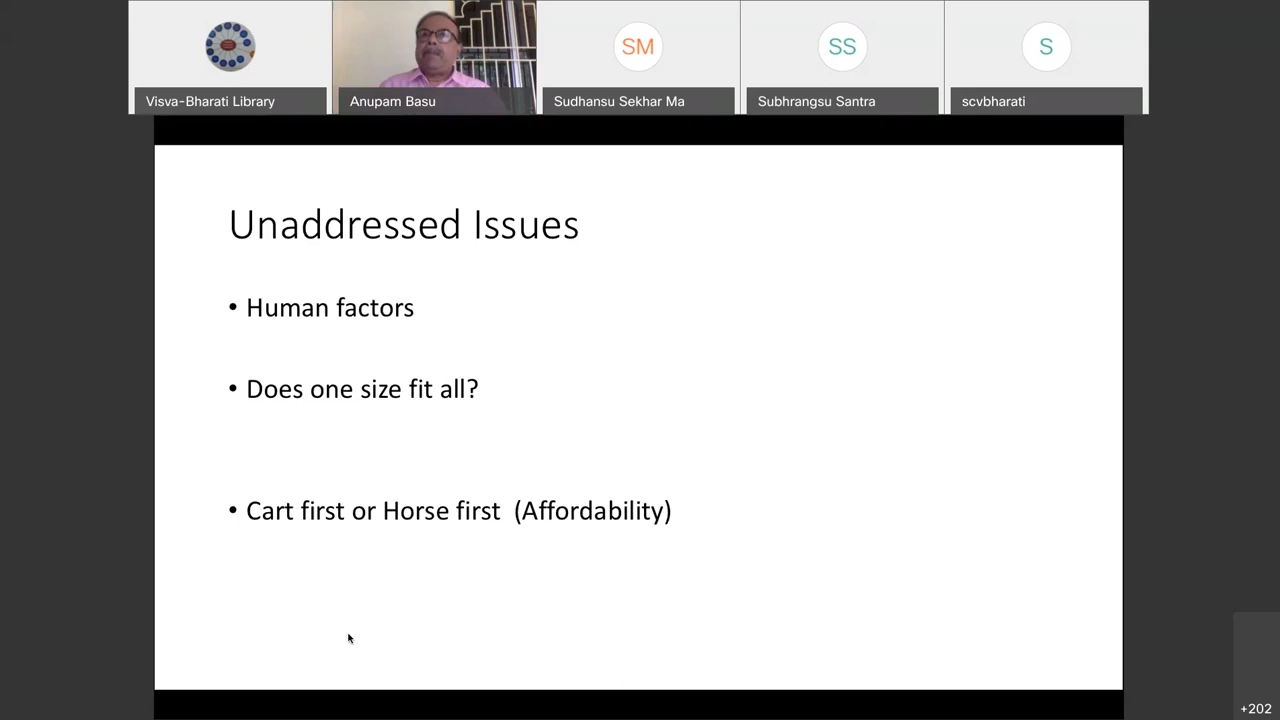 SM
SS
S
Visva-Bharati Library
Anupam Basu
Sudhansu Sekhar Ma
Subhrangsu Santra
scvbharati
Unaddressed Issues
• Human factors
• Does one size fit all?
• Cart first or Horse first (Affordability)
+202